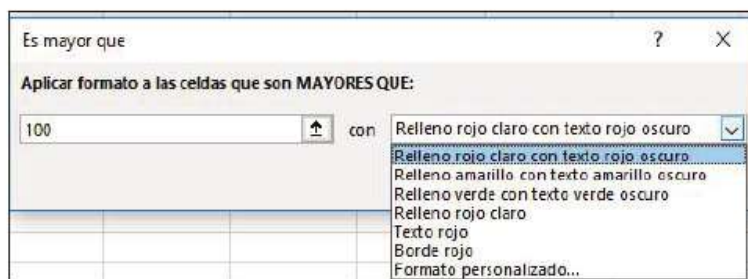 Es mayor que ? X
Aplicar formato a las celdas que son MAYORES QUE:
100 con Relleno rojo claro con texto rojo oscuro
Relleno rojo claro con texto rojo oscuro
Relleno amarillo con texto amarillo oscuro
Relleno verde con texto verde oscuro
Relleno rojo claro
Texto rojo
Borde rojo
Formato personalizado...